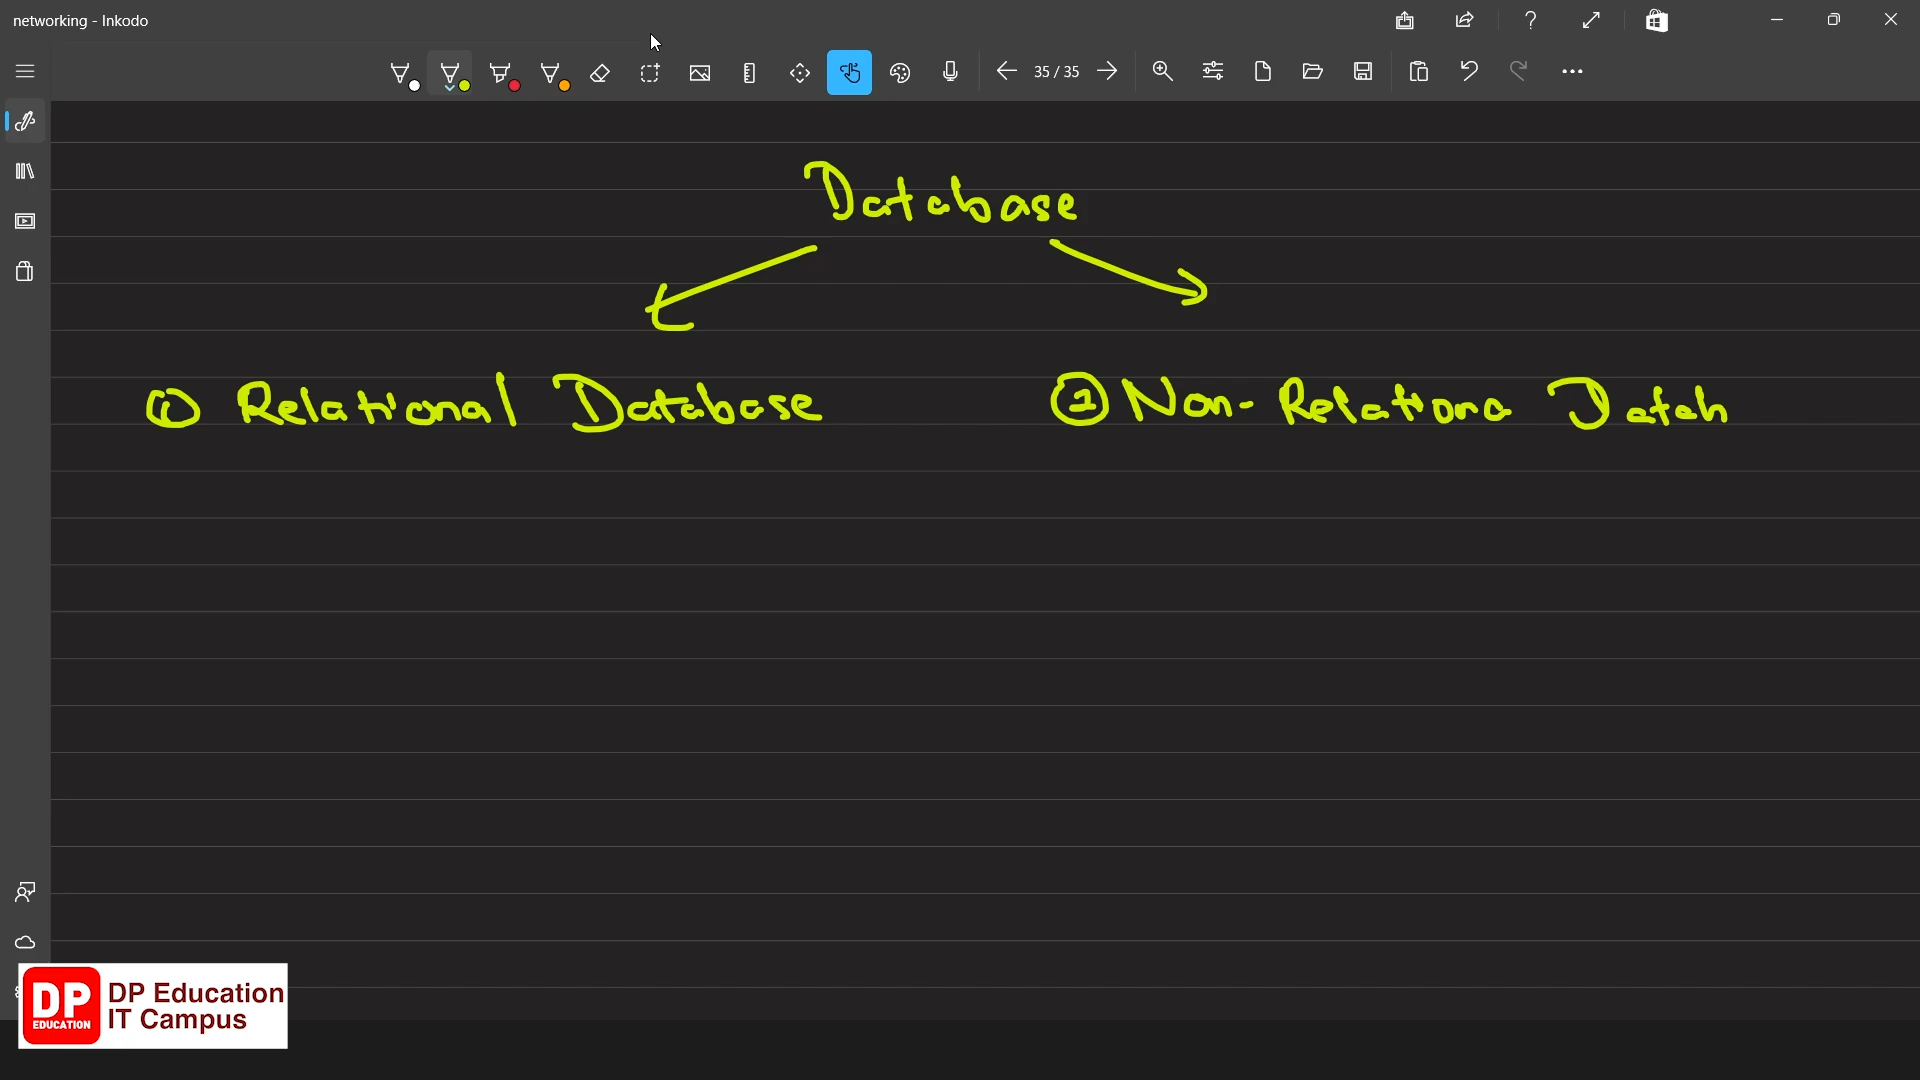 networking - Inkodo
35 / 35
Database
① Relational Database
② Non-Relationa Datab
DP EDUCATION
DP Education
IT Campus